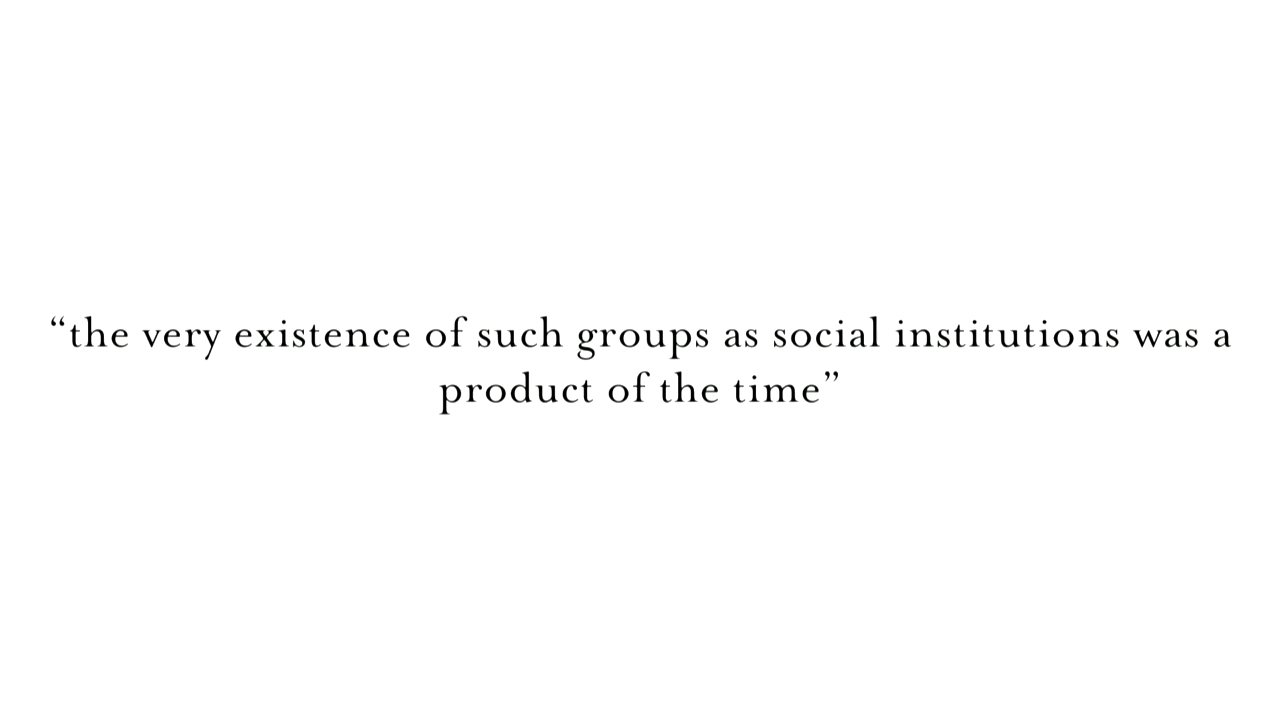 “the very existence of such groups as social institutions was a
product of the time”